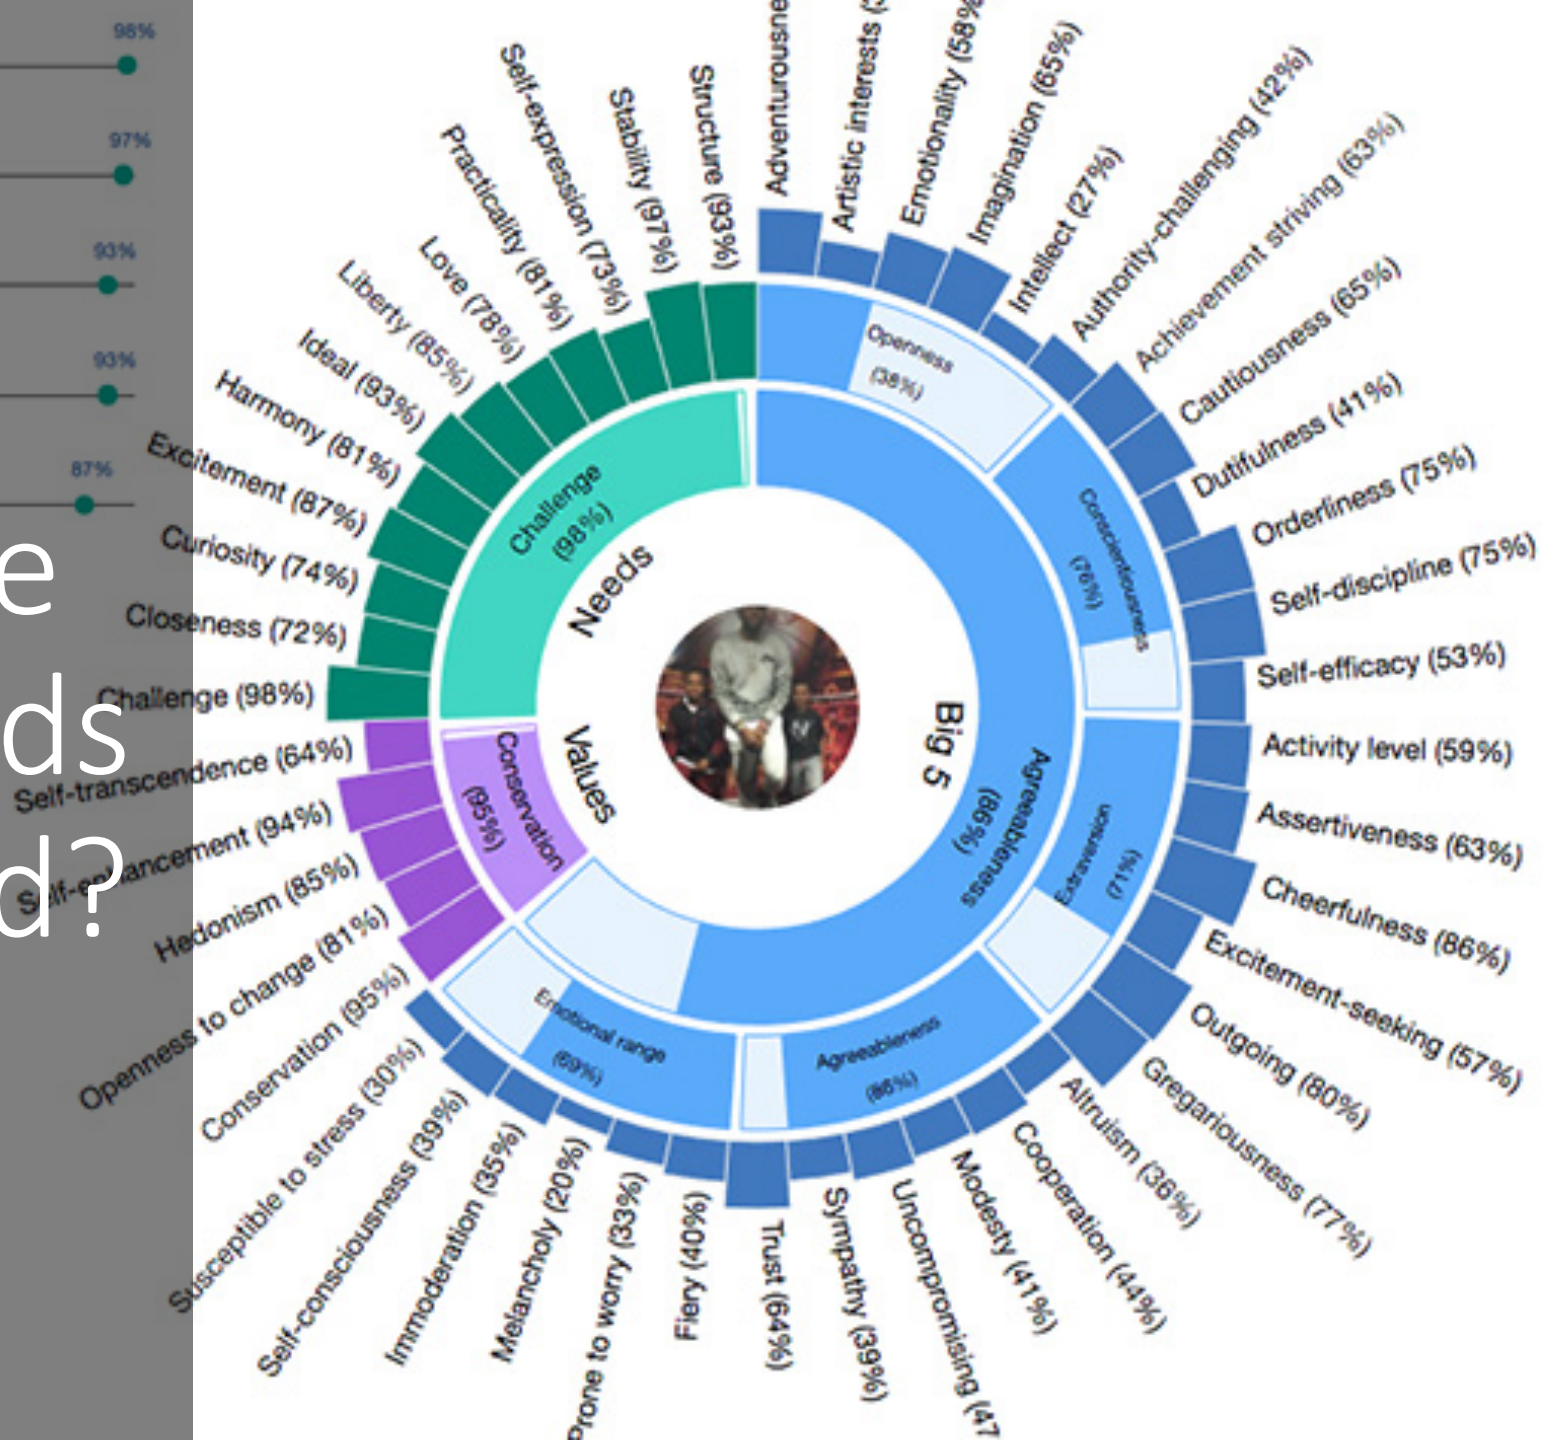 98%
97%
93%
93%
87%
e
ds
d?
Adventurousne
Artistic interests (3
Emotionality (58%
Imagination (65%)
Intellect (27%)
Authority-challenging (42%)
Achievement striving (63%)
Cautiousness (65%)
Dutifulness (41%)
Orderliness (75%)
Self-discipline (75%)
Self-efficacy (53%)
Activity level (59%)
Assertiveness (63%)
Cheerfulness (86%)
Excitement-seeking (57%)
Outgoing (80%)
Gregariousness (77%)
Altruism (36%)
Cooperation (44%)
Modesty (41%)
Uncompromising (47
Sympathy (39%)
Trust (64%)
Fiery (40%)
Prone to worry (33%)
Melancholy (20%)
Immoderation (35%)
Self-consciousness (39%)
Susceptible to stress (30%)
Conservation (95%)
Openness to change (81%)
Hedonism (85%)
Self-enhancement (94%)
Self-transcendence (64%)
Challenge (98%)
Closeness (72%)
Curiosity (74%)
Excitement (87%)
Harmony (81%)
Ideal (93%)
Liberty (85%)
Love (78%)
Practicality (81%)
Self-expression (73%)
Stability (97%)
Structure (93%)
Openness
(38%)
Conscientiousness
(76%)
Extraversion
(71%)
Agreeableness
(86%)
Emotional range
(69%)
Agreeableness
(86%)
Big 5
Challenge
(98%)
Needs
Conservation
(95%)
Values